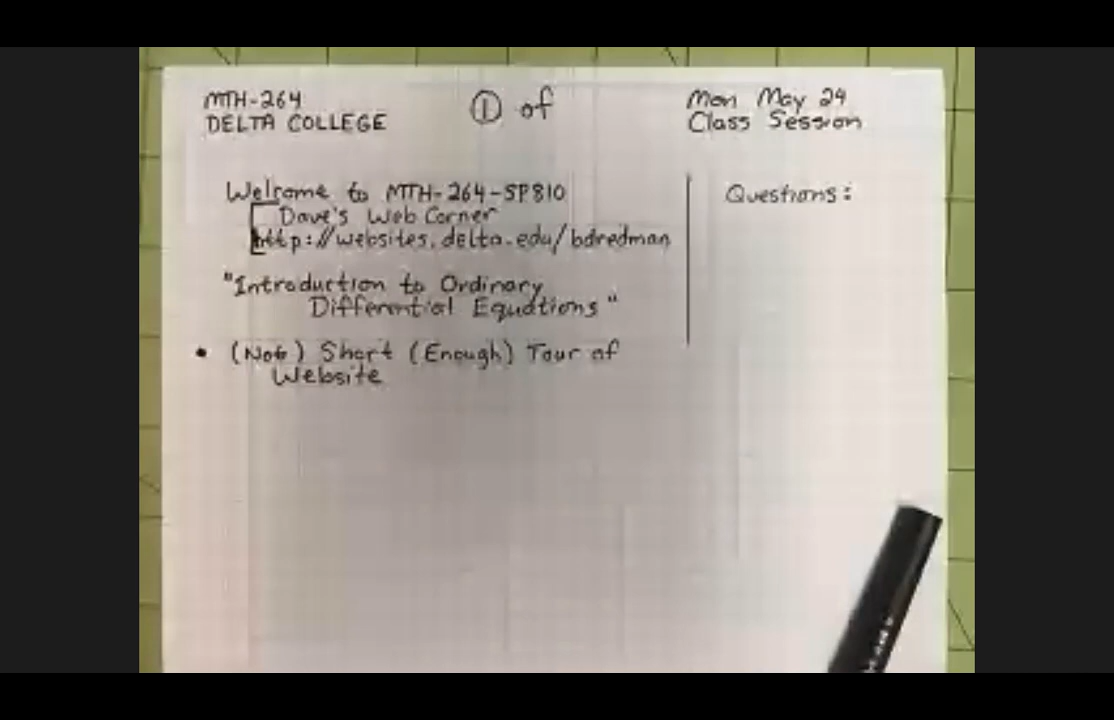 MTH-264
DELTA COLLEGE
① of
Mon May 24
Class Session
Welcome to MTH-264-SP810
Dave's Web Corner
http://websites.delta.edu/bdredman
"Introduction to Ordinary
Differential Equations"
• (Not) Short (Enough) Tour of
Website
Questions: